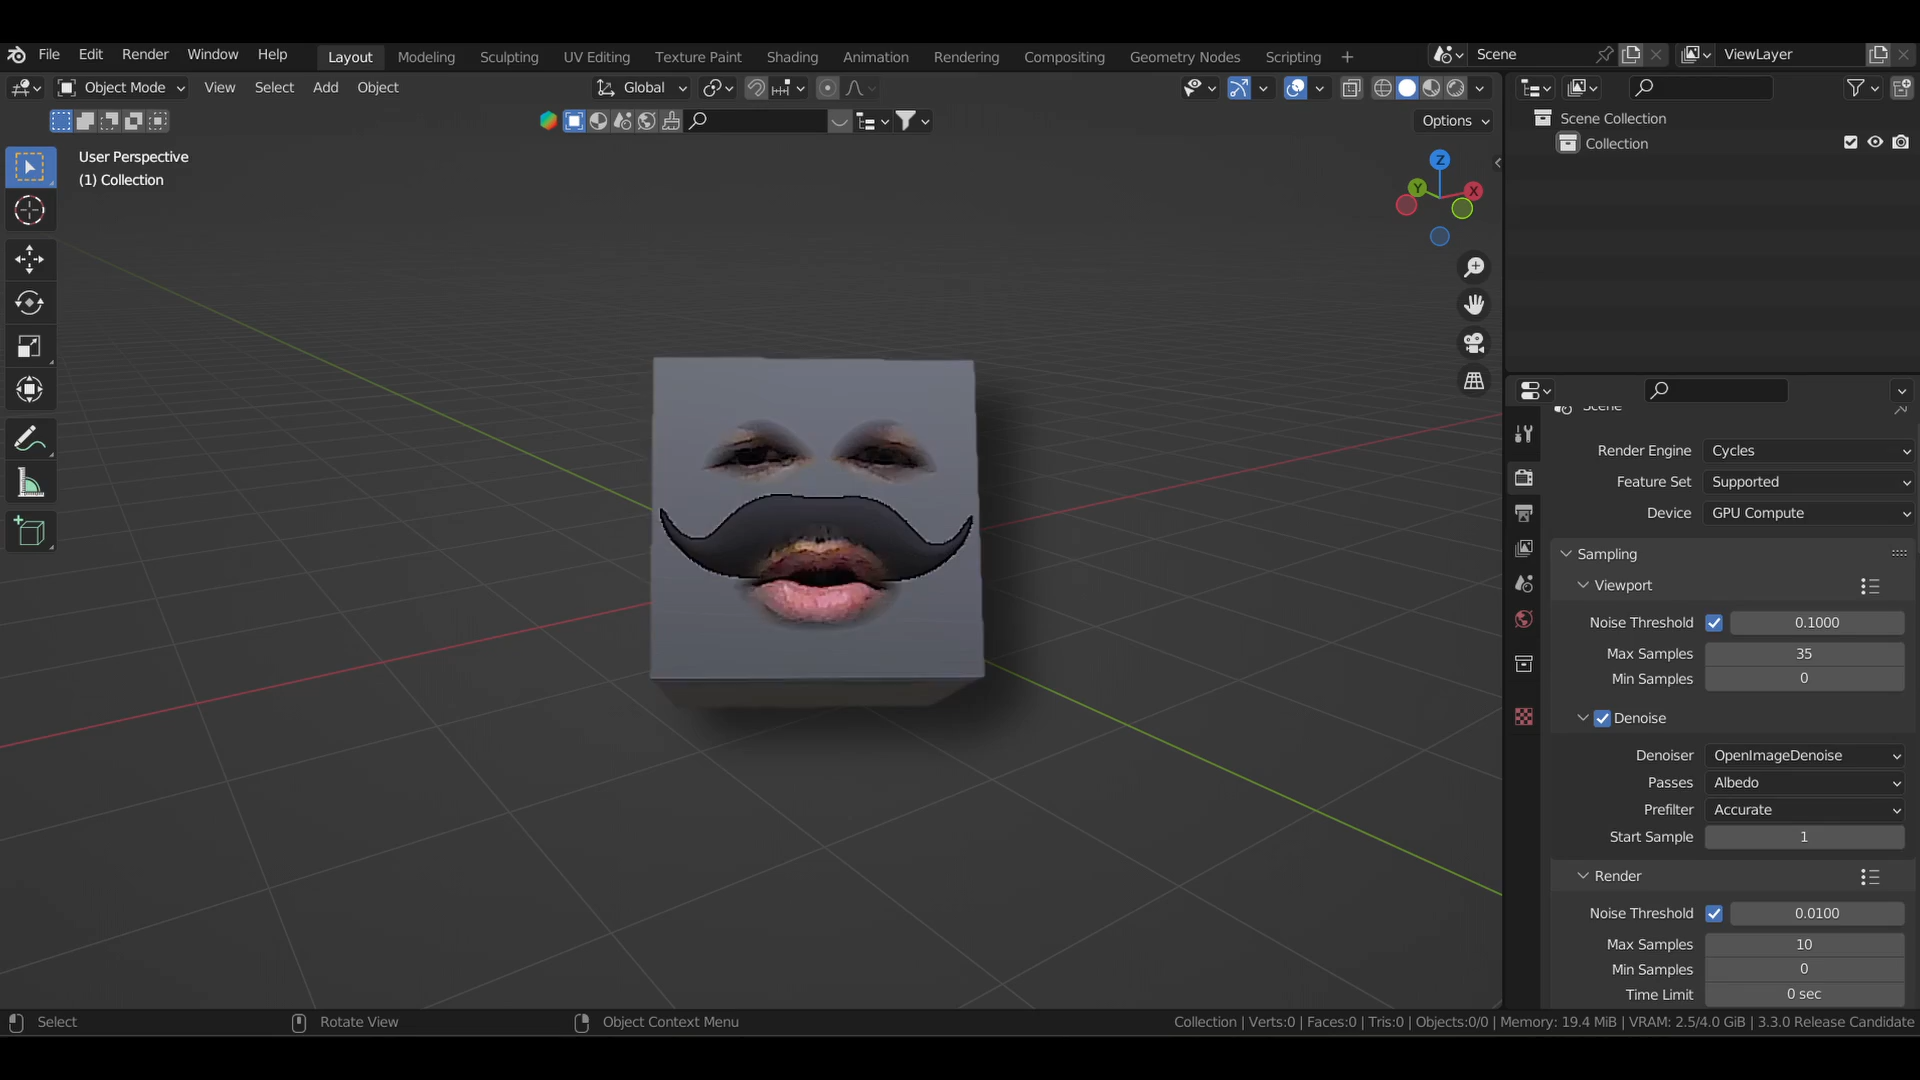 File Edit Render Window Help Layout Modeling Sculpting UV Editing Texture Paint Shading Animation Rendering Compositing Geometry Nodes Scripting + Scene ViewLayer
Object Mode View Select Add Object Global
Options
User Perspective
(1) Collection
Z
Y
X
Scene Collection
Collection
Scene
Render Engine Cycles
Feature Set Supported
Device GPU Compute
Sampling
Viewport
Noise Threshold 0.1000
Max Samples 35
Min Samples 0
Denoise
Denoiser OpenImageDenoise
Passes Albedo
Prefilter Accurate
Start Sample 1
Render
Noise Threshold 0.0100
Max Samples 10
Min Samples 0
Time Limit 0 sec
Select Rotate View Object Context Menu Collection | Verts:0 | Faces:0 | Tris:0 | Objects:0/0 | Memory: 19.4 MiB | VRAM: 2.5/4.0 GiB | 3.3.0 Release Candidate